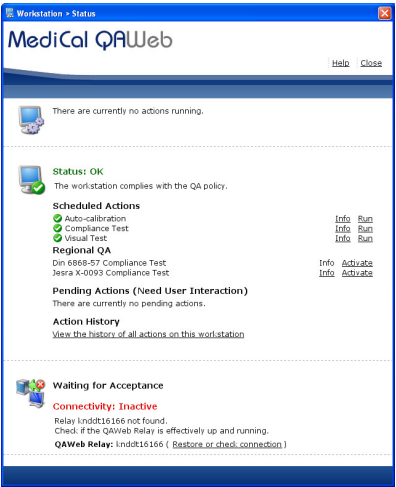 Workstation > Status
MediCal QAWeb
Help Close
There are currently no actions running.
Status: OK
The workstation complies with the QA policy.
Scheduled Actions
Auto-calibration Info Run
Compliance Test Info Run
Visual Test Info Run
Regional QA
Din 6868-57 Compliance Test Info Activate
Jesra X-0093 Compliance Test Info Activate
Pending Actions (Need User Interaction)
There are currently no pending actions.
Action History
View the history of all actions on this workstation
Waiting for Acceptance
Connectivity: Inactive
Relay knddt16166 not found.
Check if the QAWeb Relay is effectively up and running.
QAWeb Relay: knddt16166 ( Restore or check connection )